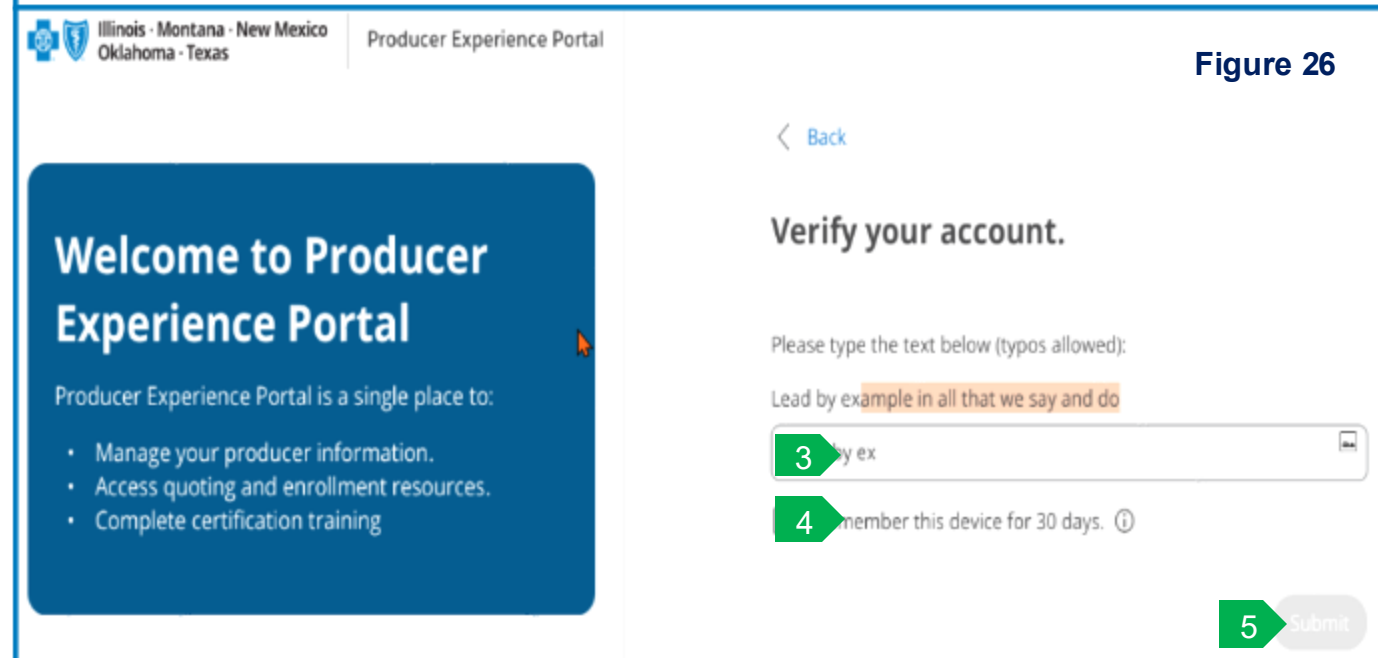 Illinois · Montana · New Mexico
Oklahoma · Texas
Producer Experience Portal
Figure 26
Back
Verify your account.
Welcome to Producer
Experience Portal
Producer Experience Portal is a single place to:
• Manage your producer information.
• Access quoting and enrollment resources.
• Complete certification training
Please type the text below (typos allowed):
Lead by example in all that we say and do
3 by ex
4 member this device for 30 days.
5 Submit